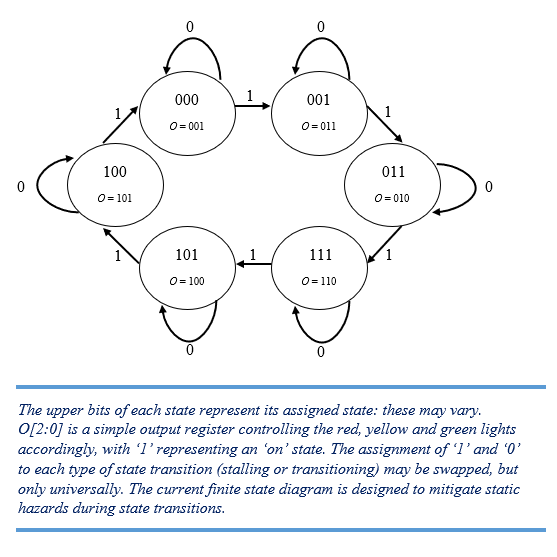 0
0
000
O = 001
1
001
O = 011
1
1
100
O = 101
0
011
O = 010
0
1
101
O = 100
1
111
O = 110
1
0
0
The upper bits of each state represent its assigned state: these may vary.
O[2:0] is a simple output register controlling the red, yellow and green lights
accordingly, with ‘1’ representing an ‘on’ state. The assignment of ‘1’ and ‘0’
to each type of state transition (stalling or transitioning) may be swapped, but
only universally. The current finite state diagram is designed to mitigate static
hazards during state transitions.